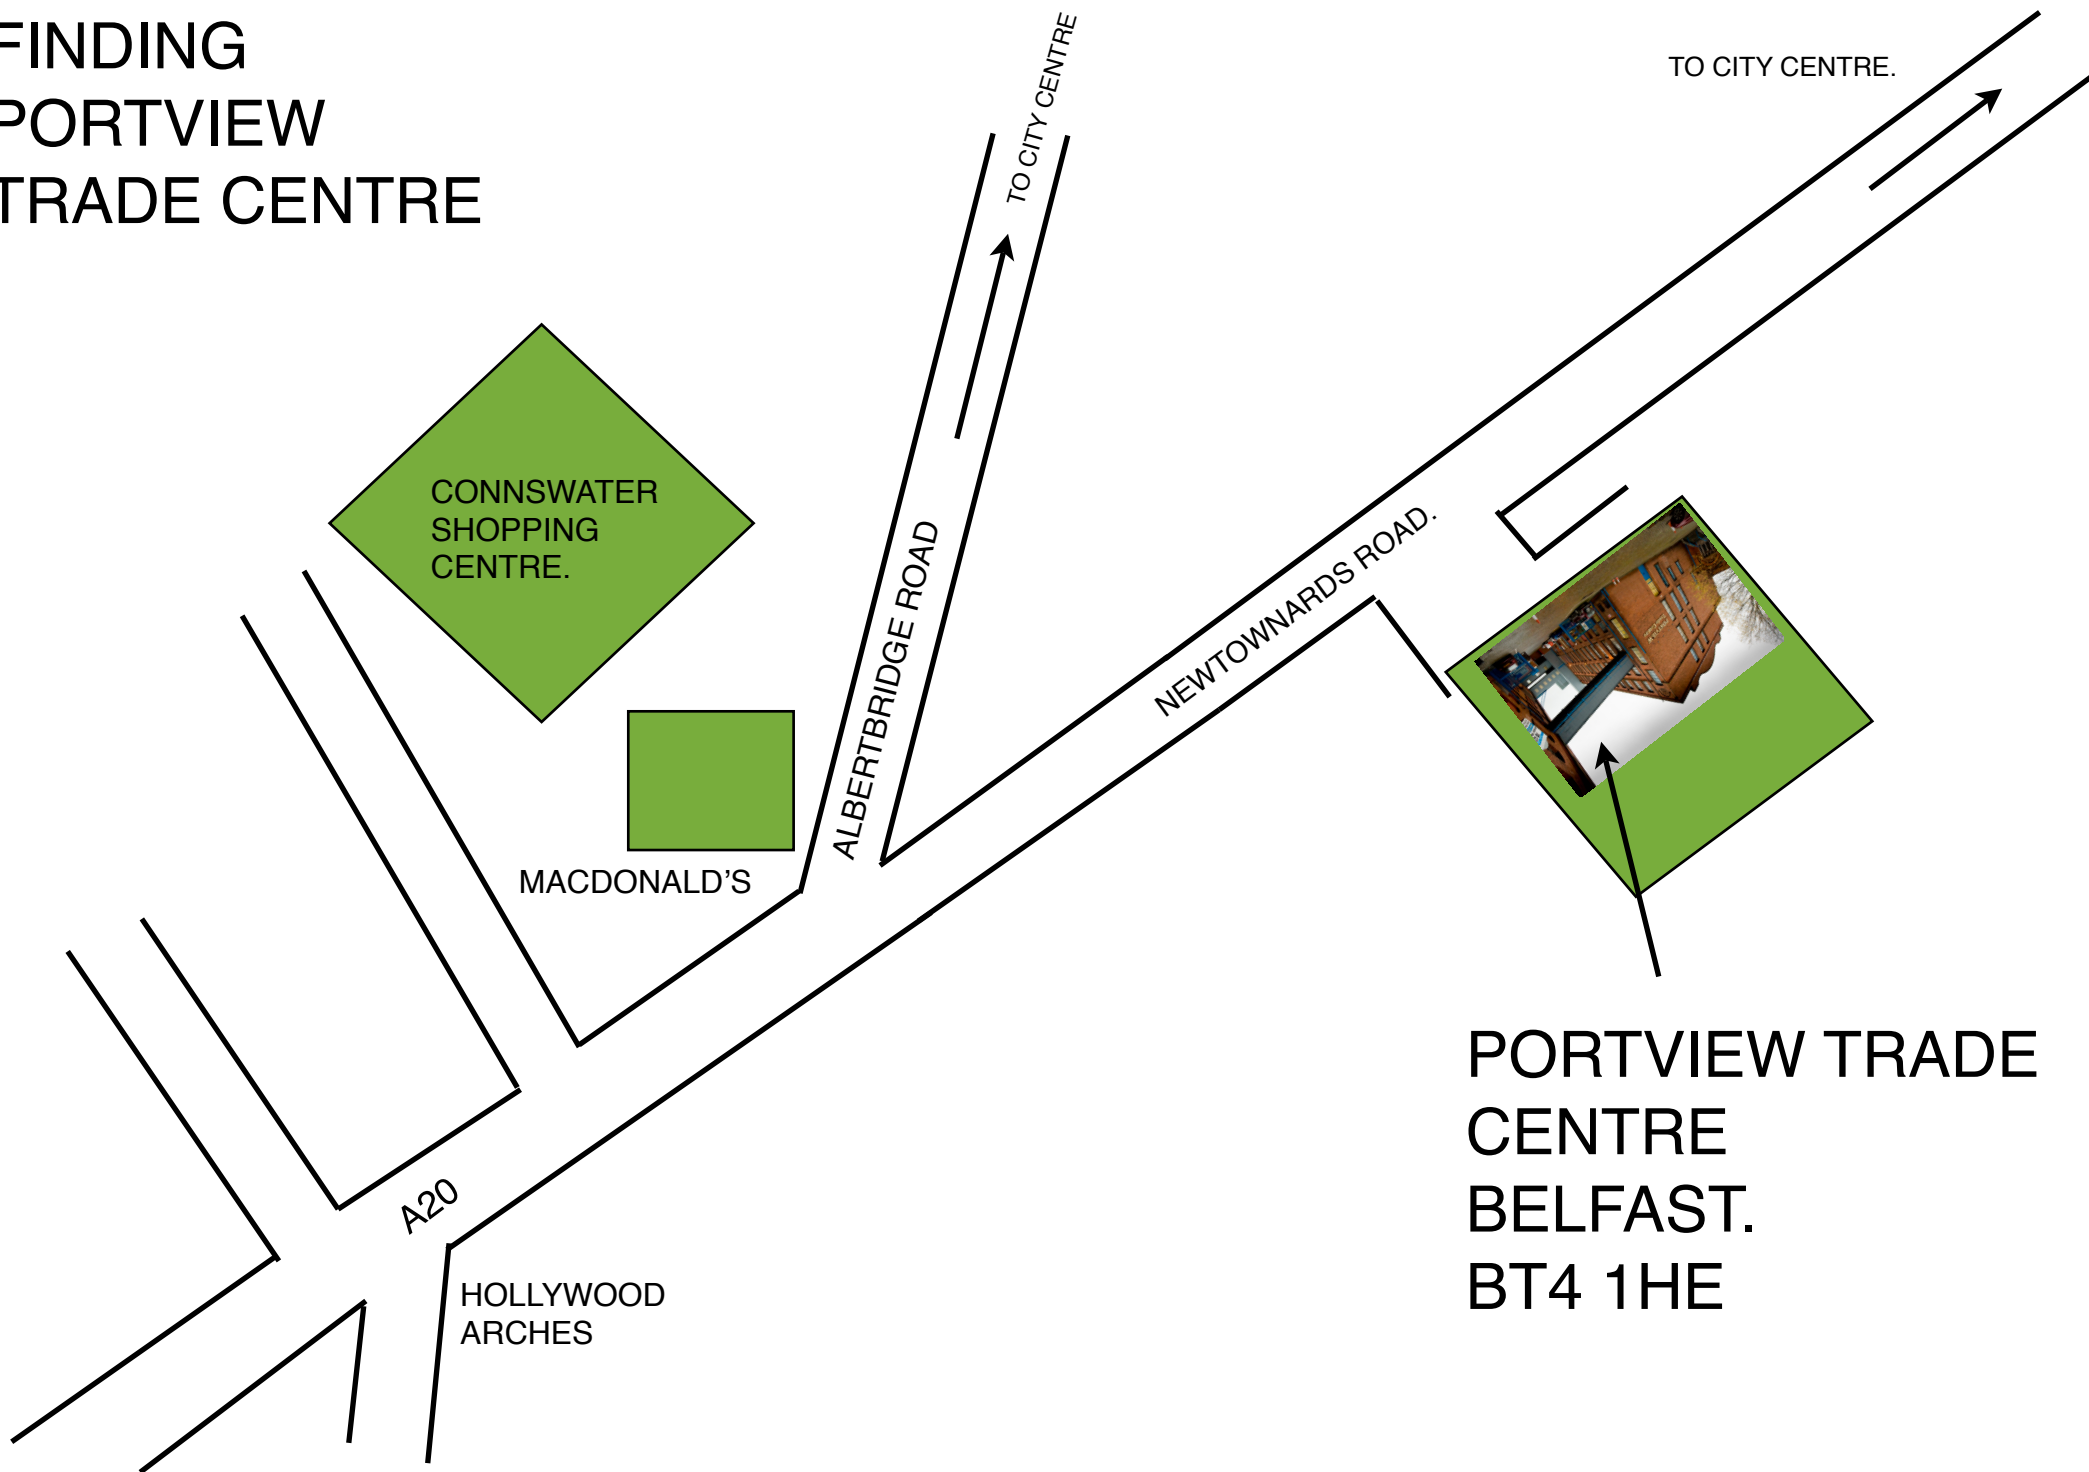 FINDING
PORTVIEW
TRADE CENTRE
TO CITY CENTRE
TO CITY CENTRE.
CONNSWATER
SHOPPING
CENTRE.
ALBERTBRIDGE ROAD
NEWTOWNARDS ROAD.
MACDONALD'S
A20
HOLLYWOOD
ARCHES
PORTVIEW TRADE
CENTRE
BELFAST.
BT4 1HE